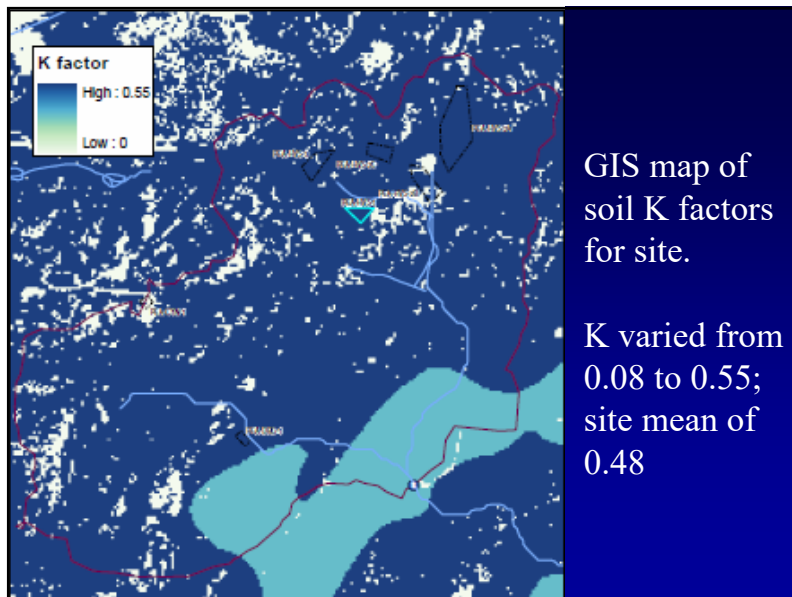 K factor
High : 0.55
Low : 0
GIS map of
soil K factors
for site.
K varied from
0.08 to 0.55;
site mean of
0.48